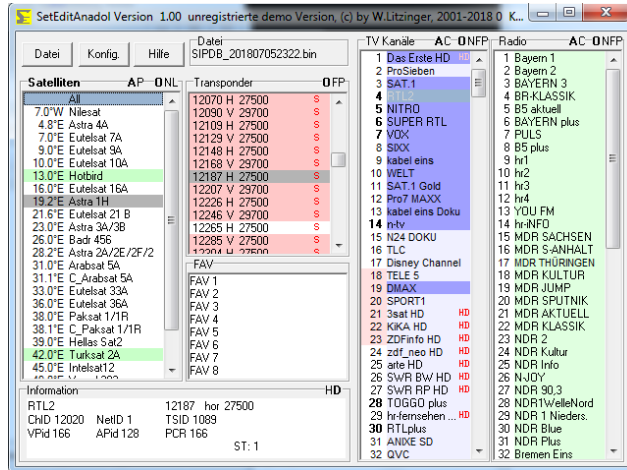 SetEditAnadol Version 1.00 unregistrierte demo Version, (c) by W.Litzinger, 2001-2018 0 K...
Datei
Konfig.
Hilfe
Datei
SIPDB_201807052322.bin
Satelliten A P O N L
All
7.0°W Nilesat
4.8°E Astra 4A
7.0°E Eutelsat 7A
9.0°E Eutelsat 9A
10.0°E Eutelsat 10A
13.0°E Hotbird
16.0°E Eutelsat 16A
19.2°E Astra 1H
21.6°E Eutelsat 21 B
23.0°E Astra 3A/3B
26.0°E Badr 456
28.2°E Astra 2A/2E/2F/2
31.0°E Arabsat 5A
31.1°E C_Arabsat 5A
33.0°E Eutelsat 33A
36.0°E Eutelsat 36A
38.0°E Paksat 1/1R
38.1°E C_Paksat 1/1R
39.0°E Hellas Sat2
42.0°E Turksat 2A
45.0°E Intelsat12
Transponder O F P
12070 H 27500 S
12090 V 29700 S
12109 H 27500 S
12129 V 27500 S
12148 H 27500 S
12168 V 29700 S
12187 H 27500 S
12207 V 29700 S
12226 H 27500 S
12246 V 29700 S
12265 H 27500 S
12285 V 27500 S
12304 H 27500 S
FAV
FAV 1
FAV 2
FAV 3
FAV 4
FAV 5
FAV 6
FAV 7
FAV 8
TV Kanäle A C - O N F P
1 Das Erste HD HD
2 ProSieben
3 SAT.1
4 RTL2
5 NITRO
6 SUPER RTL
7 VOX
8 SIXX
9 kabel eins
10 WELT
11 SAT.1 Gold
12 Pro7 MAXX
13 kabel eins Doku
14 n-tv
15 N24 DOKU
16 TLC
17 Disney Channel
18 TELE 5
19 DMAX
20 SPORT1
21 3sat HD HD
22 KiKA HD HD
23 ZDFinfo HD HD
24 zdf_neo HD HD
25 arte HD HD
26 SWR BW HD HD
27 SWR RP HD HD
28 TOGGO plus
29 hr-fernsehen ... HD
30 RTLplus
31 ANIXE SD
32 QVC
Radio A C - O N F P
1 Bayern 1
2 Bayern 2
3 BAYERN 3
4 BR-KLASSIK
5 B5 aktuell
6 BAYERN plus
7 PULS
8 B5 plus
9 hr1
10 hr2
11 hr3
12 hr4
13 YOU FM
14 hr-iNFO
15 MDR SACHSEN
16 MDR S-ANHALT
17 MDR THÜRINGEN
18 MDR KULTUR
19 MDR JUMP
20 MDR SPUTNIK
21 MDR AKTUELL
22 MDR KLASSIK
23 NDR 2
24 NDR Kultur
25 NDR Info
26 N-JOY
27 NDR 90,3
28 NDR1WelleNord
29 NDR 1 Nieders.
30 NDR Blue
31 NDR Plus
32 Bremen Eins
Information HD
RTL2 12187 hor 27500
ChID 12020 NetID 1 TSID 1089
VPid 166 APid 128 PCR 166
ST: 1